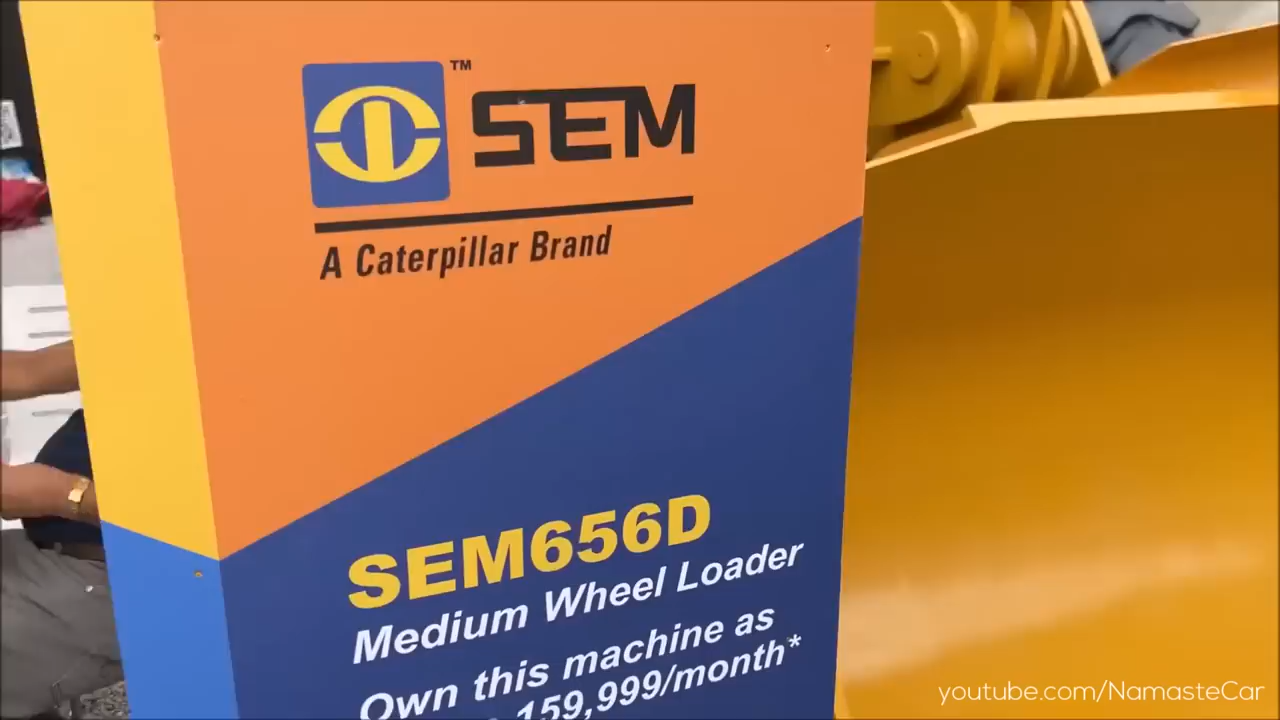 ™
SEM
A Caterpillar Brand
SEM656D
Medium Wheel Loader
Own this machine as
159,999/month*
youtube.com/NamasteCar